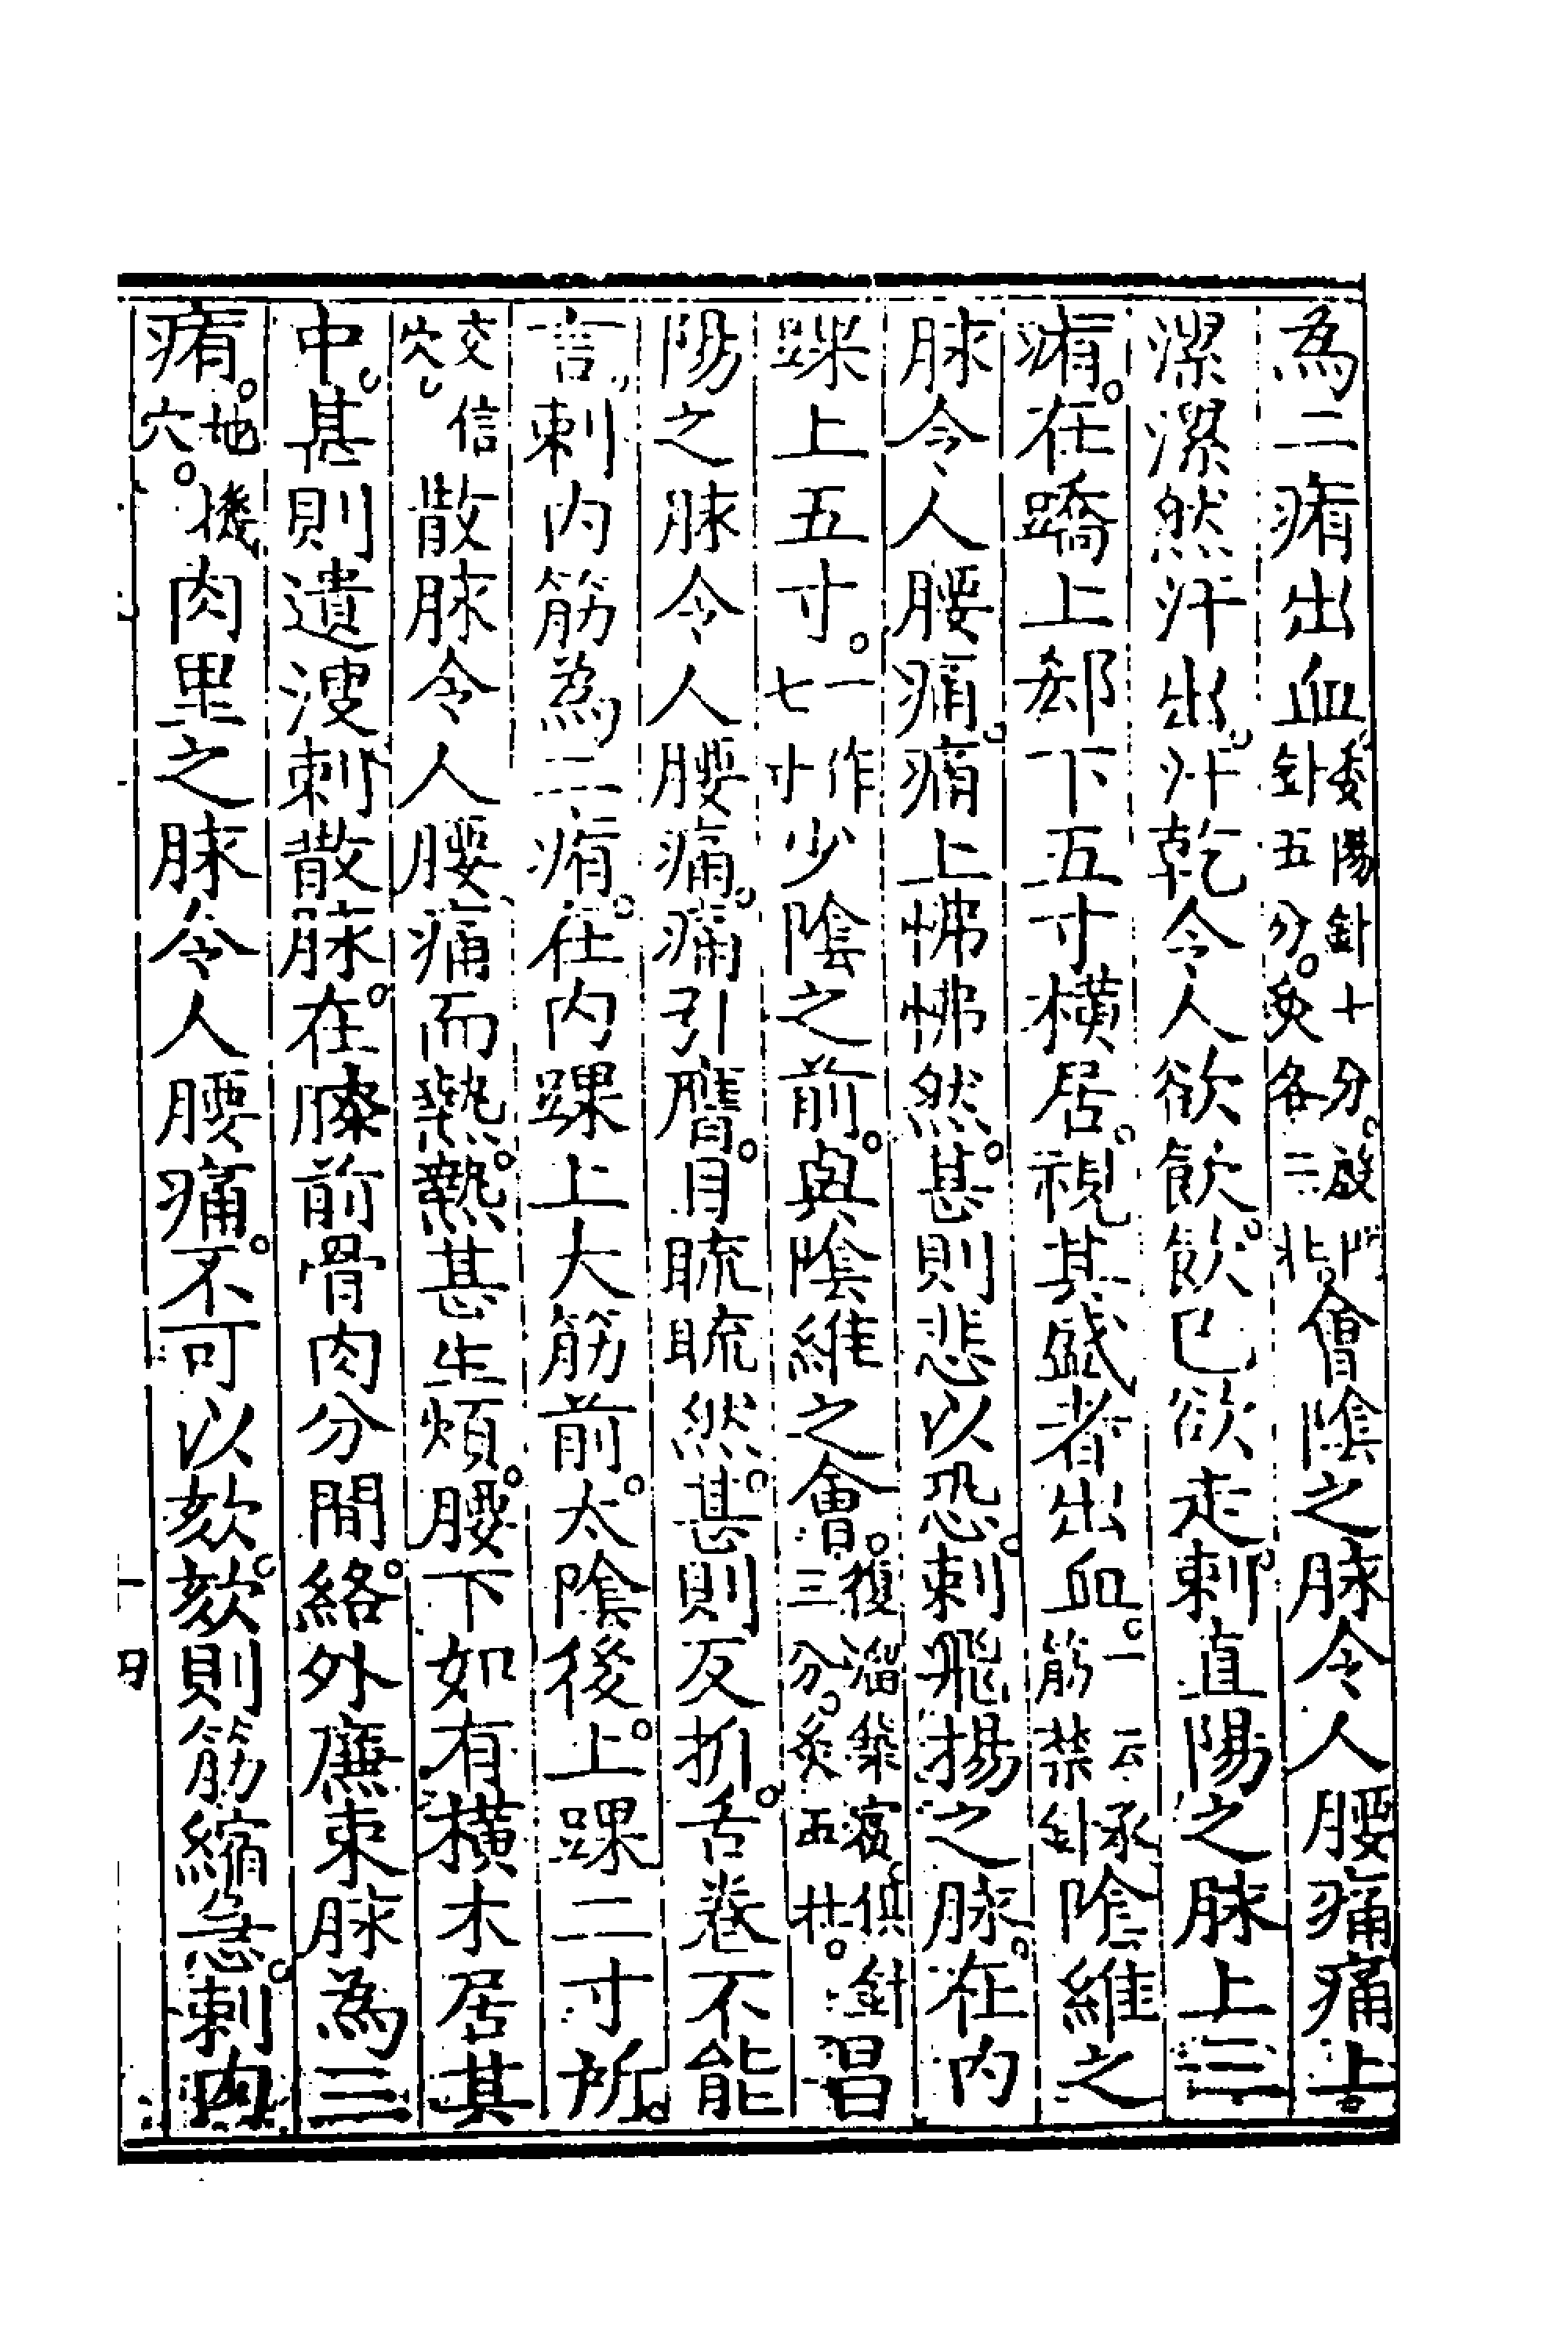 為二痏出血委陽針十分。殷門針五分。灸各三壯。會陰之脉令人腰痛痛上
漯漯然汗出。汗乾令人欲飲。飲已欲走。刺直陽之脉上三
痏。在蹻上郄下五寸橫居。視其盛者出血。一云承筋禁針陰維之
脉令人腰痛。痛上怫怫然。甚則悲以恐。刺飛揚之脉。在内
踝上五寸。一作七寸少陰之前。與陰維之會。復溜築賓俱針三分。灸五壯。昌
陽之脉令人腰痛。痛引膺。目䀮䀮然。甚則反折。舌卷不能
言。刺内筋為二痏。在内踝上大筋前。太陰後。上踝二寸所。
交信穴。散脉令人腰痛而熱。熱甚生煩。腰下如有橫木居其
中。甚則遺溲刺散脉。在膝前骨肉分間。絡外廉束脉為三
痏。地機穴。肉里之脉令人腰痛。不可以欬。欬則筋縮急。刺肉